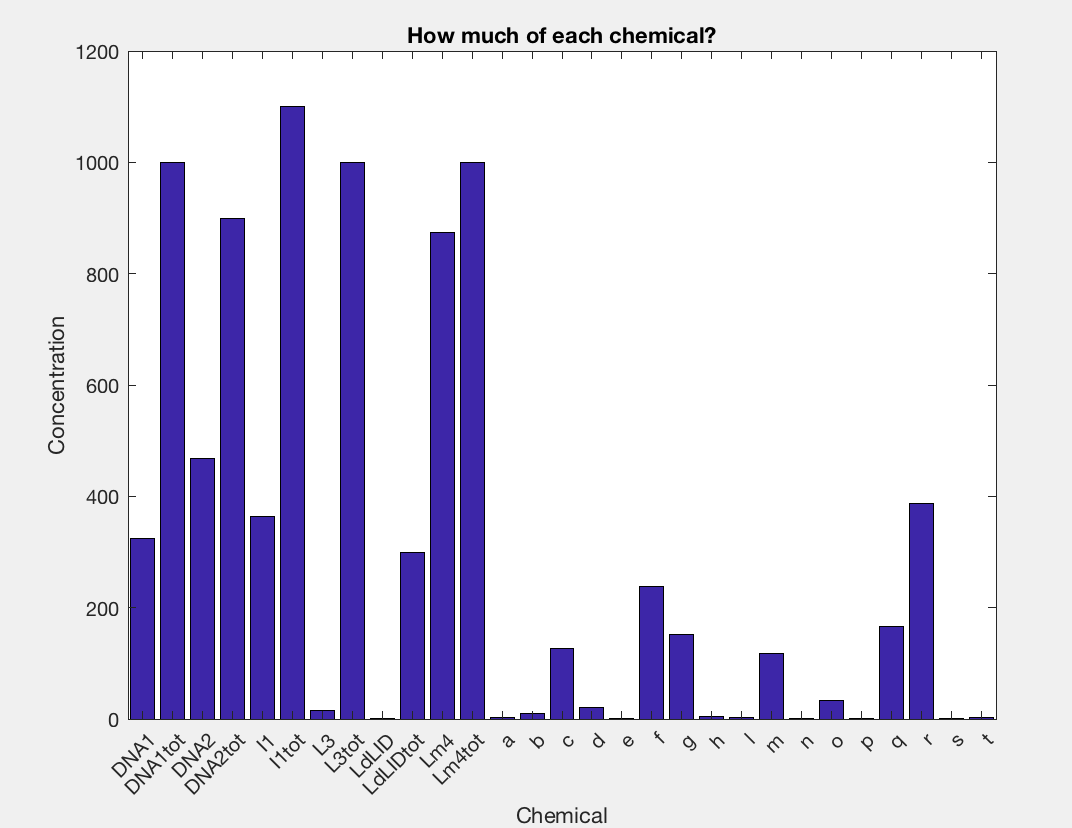 How much of each chemical?
1200
1000
800
600
400
200
0
Concentration
DNA1
DNA1tot
DNA2
DNA2tot
I1
I1tot
L3
L3tot
LdLID
LdLIDtot
Lm4
Lm4tot
a
b
c
d
e
f
g
h
l
m
n
o
p
q
r
s
t
Chemical